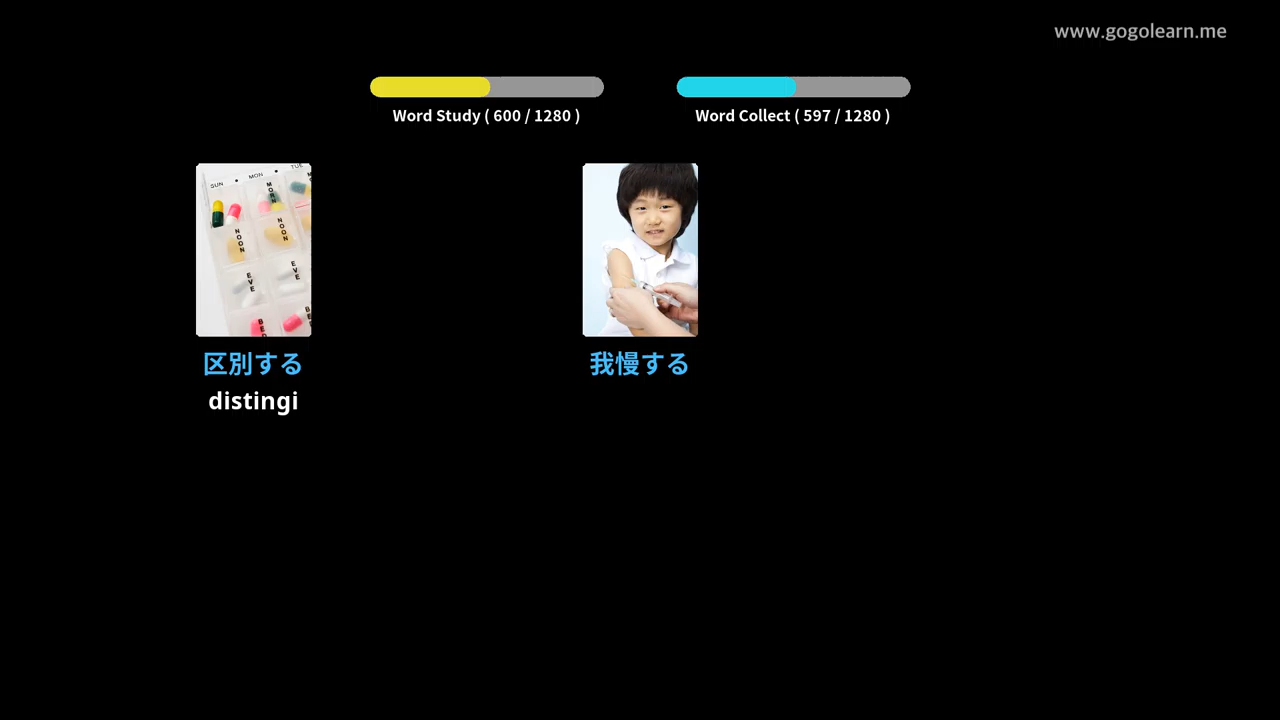 www.gogolearn.me
Word Study ( 600 / 1280 )
Word Collect ( 597 / 1280 )
SUN
MON
TUE
MORN
NOON
NOON
EVE
EVE
区別する
我慢する
distingi